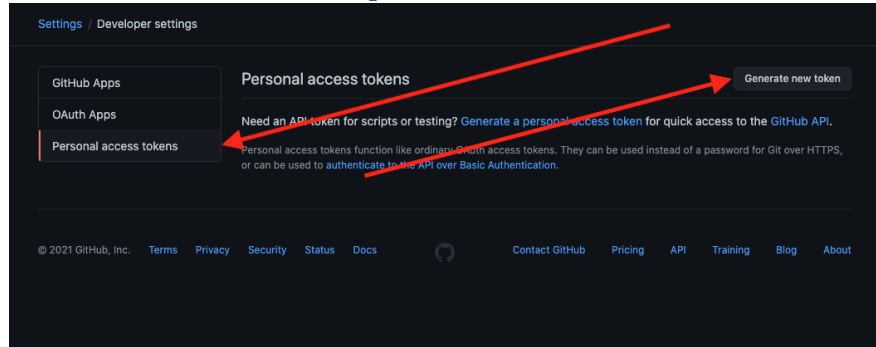 Settings / Developer settings
GitHub Apps
OAuth Apps
Personal access tokens
Personal access tokens
Generate new token
Need an API token for scripts or testing? Generate a personal access token for quick access to the GitHub API.
Personal access tokens function like ordinary OAuth access tokens. They can be used instead of a password for Git over HTTPS,
or can be used to authenticate to the API over Basic Authentication.
© 2021 GitHub, Inc. Terms Privacy Security Status Docs Contact GitHub Pricing API Training Blog About